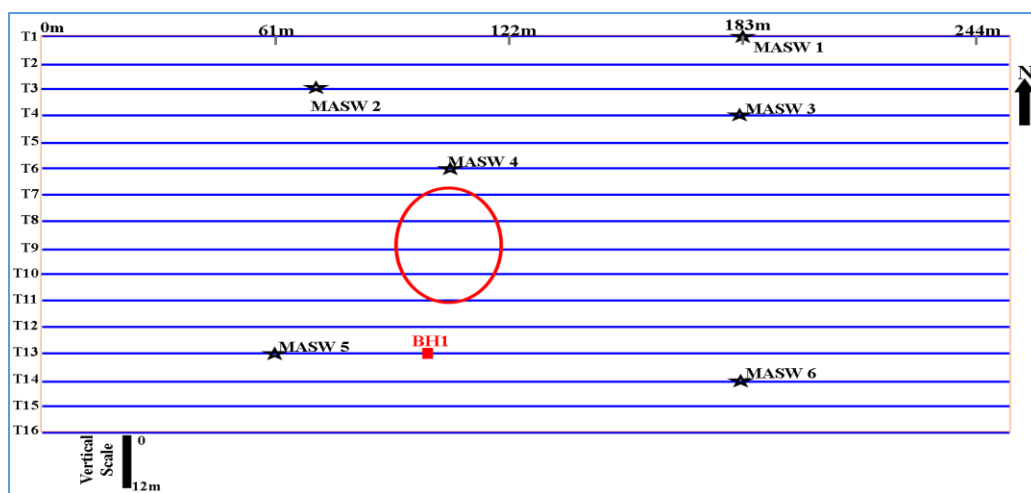 0m 61m 122m 183m 244m
T1
MASW 1
T2
N
T3
MASW 2
T4 MASW 3
T5
T6 MASW 4
T7
T8
T9
T10
T11
T12
BH1
T13 MASW 5
T14 MASW 6
T15
T16
Vertical
Scale
0
12m